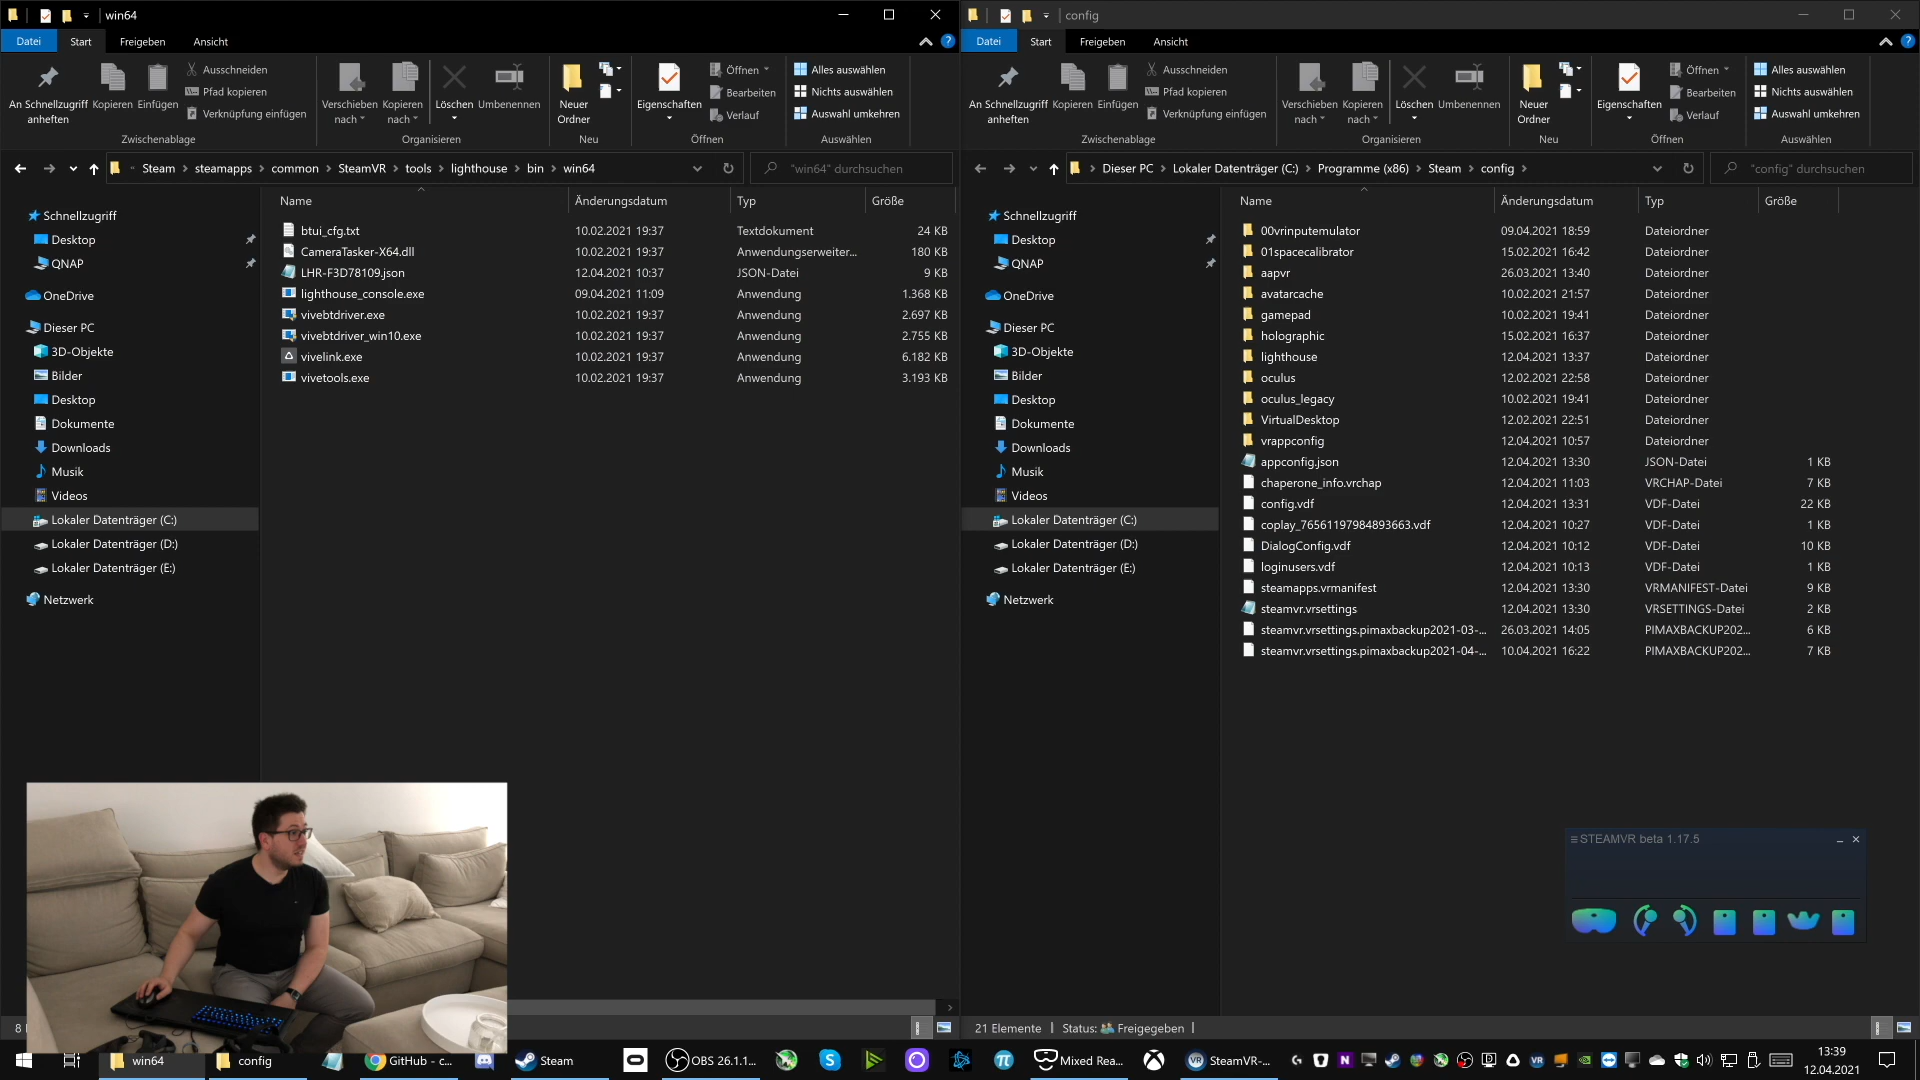 win64
Datei Start Freigeben Ansicht
An Schnellzugriff anheften
Kopieren
Einfügen
Ausschneiden
Pfad kopieren
Verknüpfung einfügen
Verschieben nach
Kopieren nach
Löschen
Umbenennen
Neuer Ordner
Eigenschaften
Öffnen
Bearbeiten
Verlauf
Alles auswählen
Nichts auswählen
Auswahl umkehren
Zwischenablage Organisieren Neu Öffnen Auswählen
Steam > steamapps > common > SteamVR > tools > lighthouse > bin > win64
"win64" durchsuchen
Schnellzugriff
Desktop
QNAP
OneDrive
Dieser PC
3D-Objekte
Bilder
Desktop
Dokumente
Downloads
Musik
Videos
Lokaler Datenträger (C:)
Lokaler Datenträger (D:)
Lokaler Datenträger (E:)
Netzwerk
Name Änderungsdatum Typ Größe
btui_cfg.txt 10.02.2021 19:37 Textdokument 24 KB
CameraTasker-X64.dll 10.02.2021 19:37 Anwendungserweiter... 180 KB
LHR-F3D78109.json 12.04.2021 10:37 JSON-Datei 9 KB
lighthouse_console.exe 09.04.2021 11:09 Anwendung 1.368 KB
vivebtdriver.exe 10.02.2021 19:37 Anwendung 2.697 KB
vivebtdriver_win10.exe 10.02.2021 19:37 Anwendung 2.755 KB
vivelink.exe 10.02.2021 19:37 Anwendung 6.182 KB
vivetools.exe 10.02.2021 19:37 Anwendung 3.193 KB
8
config
Datei Start Freigeben Ansicht
An Schnellzugriff anheften
Kopieren
Einfügen
Ausschneiden
Pfad kopieren
Verknüpfung einfügen
Verschieben nach
Kopieren nach
Löschen
Umbenennen
Neuer Ordner
Eigenschaften
Öffnen
Bearbeiten
Verlauf
Alles auswählen
Nichts auswählen
Auswahl umkehren
Zwischenablage Organisieren Neu Öffnen Auswählen
Dieser PC > Lokaler Datenträger (C:) > Programme (x86) > Steam > config >
"config" durchsuchen
Schnellzugriff
Desktop
QNAP
OneDrive
Dieser PC
3D-Objekte
Bilder
Desktop
Dokumente
Downloads
Musik
Videos
Lokaler Datenträger (C:)
Lokaler Datenträger (D:)
Lokaler Datenträger (E:)
Netzwerk
Name Änderungsdatum Typ Größe
00vrinputemulator 09.04.2021 18:59 Dateiordner
01spacecalibrator 15.02.2021 16:42 Dateiordner
aapvr 26.03.2021 13:40 Dateiordner
avatarcache 10.02.2021 21:57 Dateiordner
gamepad 10.02.2021 19:41 Dateiordner
holographic 15.02.2021 16:37 Dateiordner
lighthouse 12.04.2021 13:37 Dateiordner
oculus 12.02.2021 22:58 Dateiordner
oculus_legacy 10.02.2021 19:41 Dateiordner
VirtualDesktop 12.02.2021 22:51 Dateiordner
vrappconfig 12.04.2021 10:57 Dateiordner
appconfig.json 12.04.2021 13:30 JSON-Datei 1 KB
chaperone_info.vrchap 12.04.2021 11:03 VRCHAP-Datei 7 KB
config.vdf 12.04.2021 13:31 VDF-Datei 22 KB
coplay_76561197984893663.vdf 12.04.2021 10:27 VDF-Datei 1 KB
DialogConfig.vdf 12.04.2021 10:12 VDF-Datei 10 KB
loginusers.vdf 12.04.2021 10:13 VDF-Datei 1 KB
steamapps.vrmanifest 12.04.2021 13:30 VRMANIFEST-Datei 9 KB
steamvr.vrsettings 12.04.2021 13:30 VRSETTINGS-Datei 2 KB
steamvr.vrsettings.pimaxbackup2021-03-... 26.03.2021 14:05 PIMAXBACKUP202... 6 KB
steamvr.vrsettings.pimaxbackup2021-04-... 10.04.2021 16:22 PIMAXBACKUP202... 7 KB
STEAMVR beta 1.17.5
21 Elemente Status: Freigegeben
win64 config GitHub - c... Steam OBS 26.1.1... Mixed Rea... SteamVR-...
13:39
12.04.2021